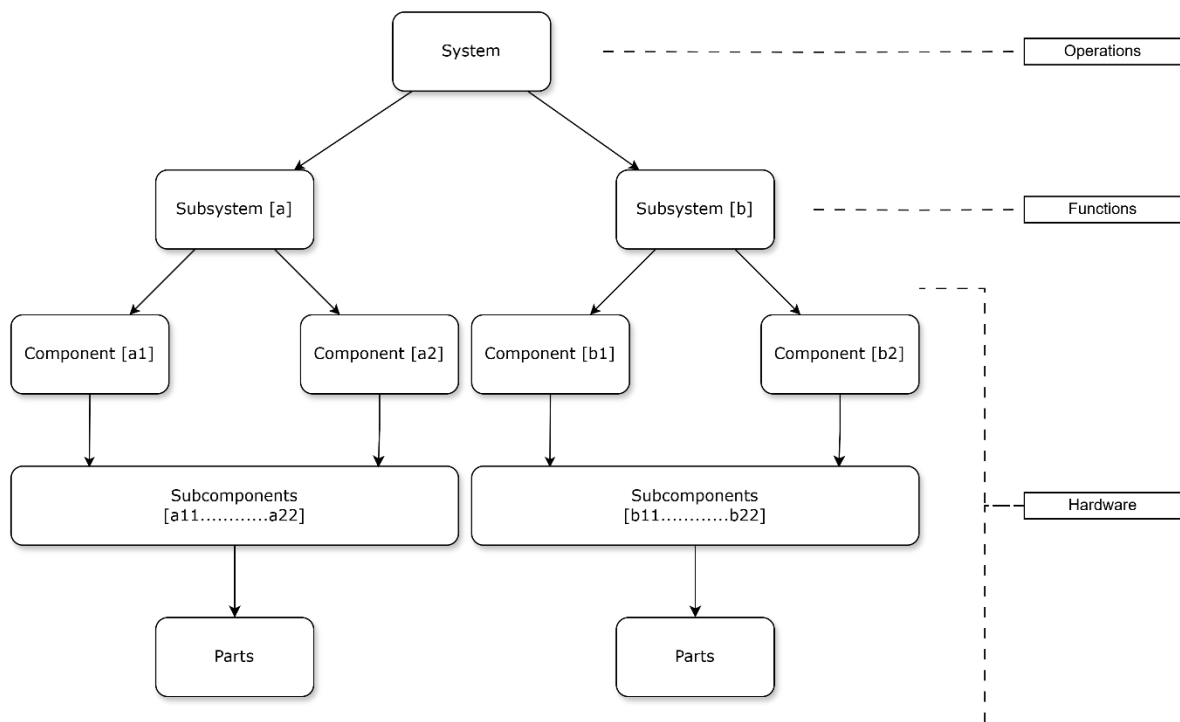 System
Operations
Subsystem [a]
Subsystem [b]
Functions
Component [a1]
Component [a2]
Component [b1]
Component [b2]
Subcomponents
[a11............a22]
Subcomponents
[b11............b22]
Hardware
Parts
Parts